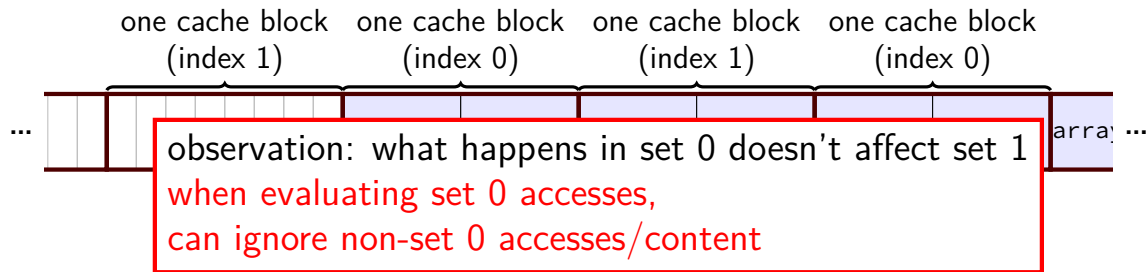 one cache block one cache block one cache block one cache block
(index 1) (index 0) (index 1) (index 0)
... array ...
observation: what happens in set 0 doesn't affect set 1
when evaluating set 0 accesses,
can ignore non-set 0 accesses/content